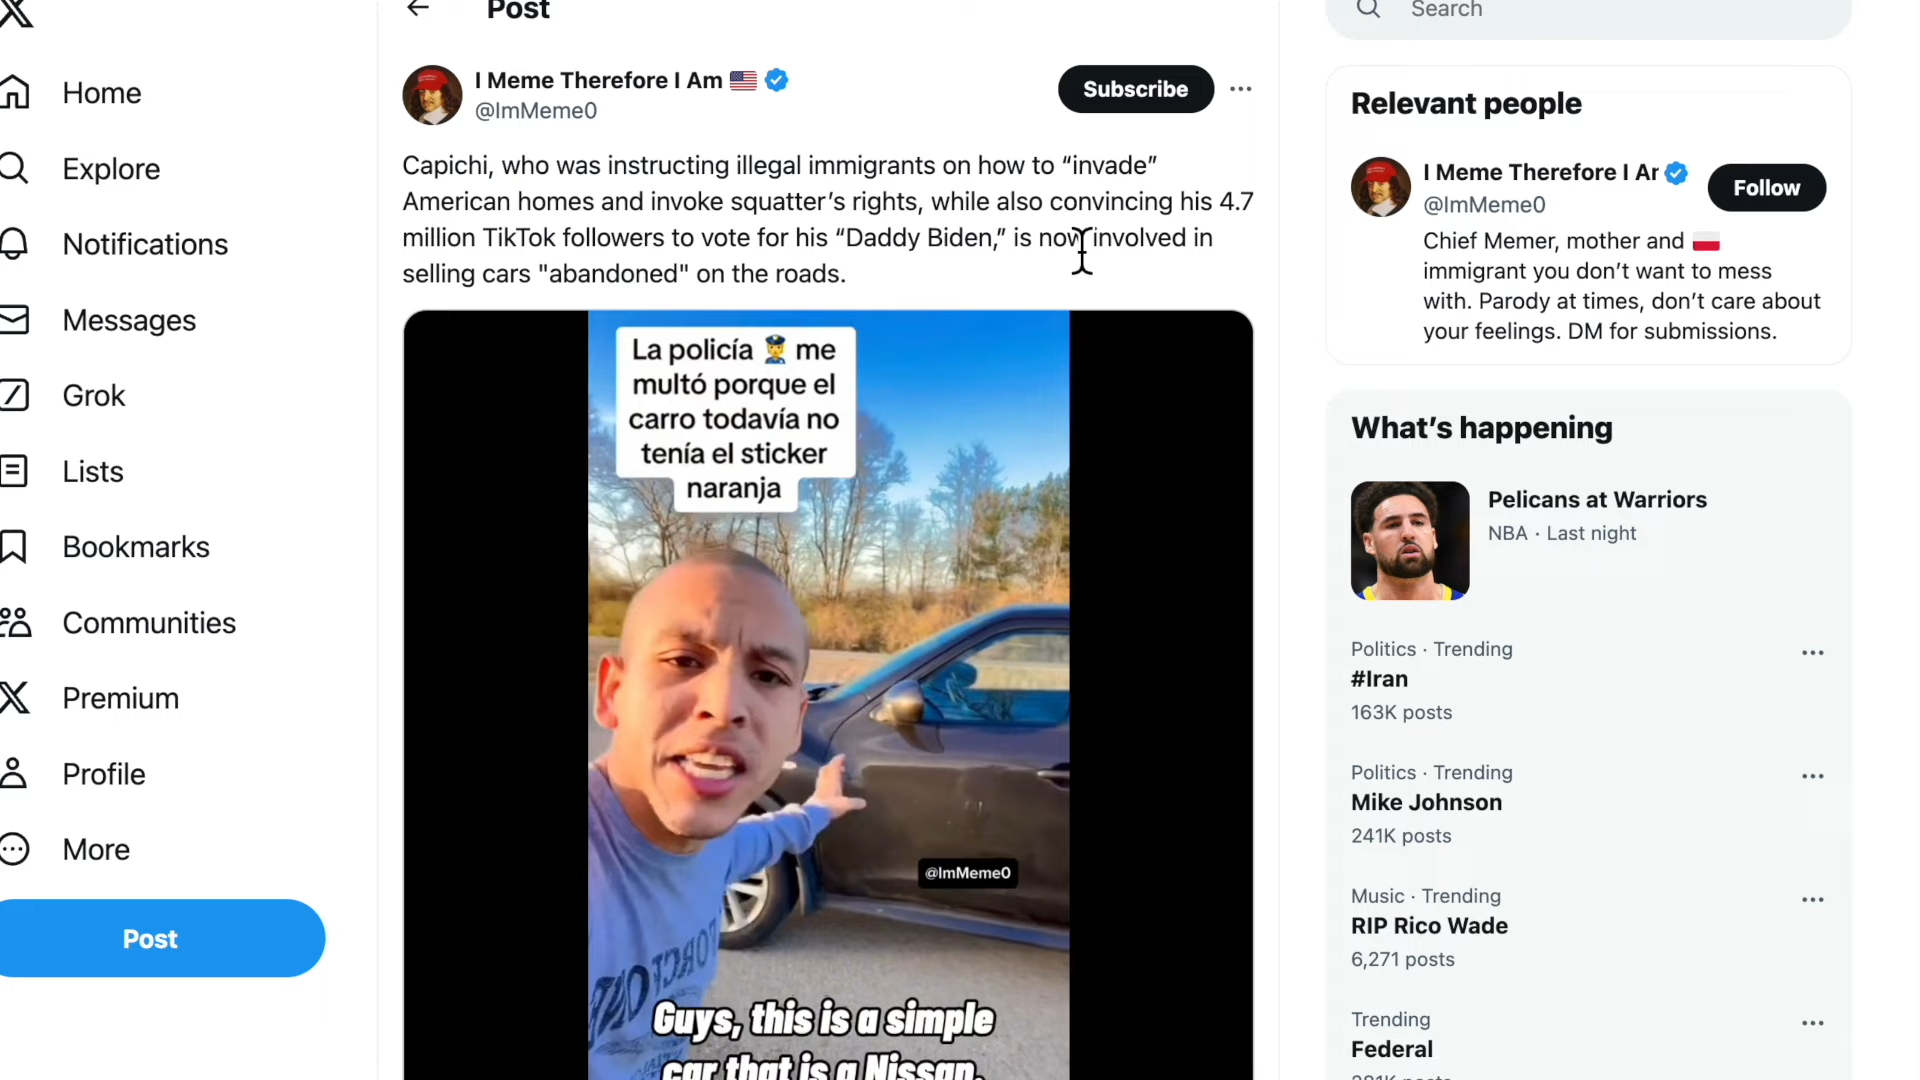 Post
Search
Home
Explore
Notifications
Messages
Grok
Lists
Bookmarks
Communities
Premium
Profile
More
Post
I Meme Therefore I Am
@ImMeme0
Subscribe
Capichi, who was instructing illegal immigrants on how to “invade”
American homes and invoke squatter’s rights, while also convincing his 4.7
million TikTok followers to vote for his “Daddy Biden,” is now involved in
selling cars "abandoned" on the roads.
La policía me
multó porque el
carro todavía no
tenía el sticker
naranja
@ImMeme0
Guys, this is a simple
car that is a Nissan.
Relevant people
I Meme Therefore I Ar
@ImMeme0
Follow
Chief Memer, mother and
immigrant you don’t want to mess
with. Parody at times, don’t care about
your feelings. DM for submissions.
What’s happening
Pelicans at Warriors
NBA · Last night
Politics · Trending
#Iran
163K posts
Politics · Trending
Mike Johnson
241K posts
Music · Trending
RIP Rico Wade
6,271 posts
Trending
Federal
posts